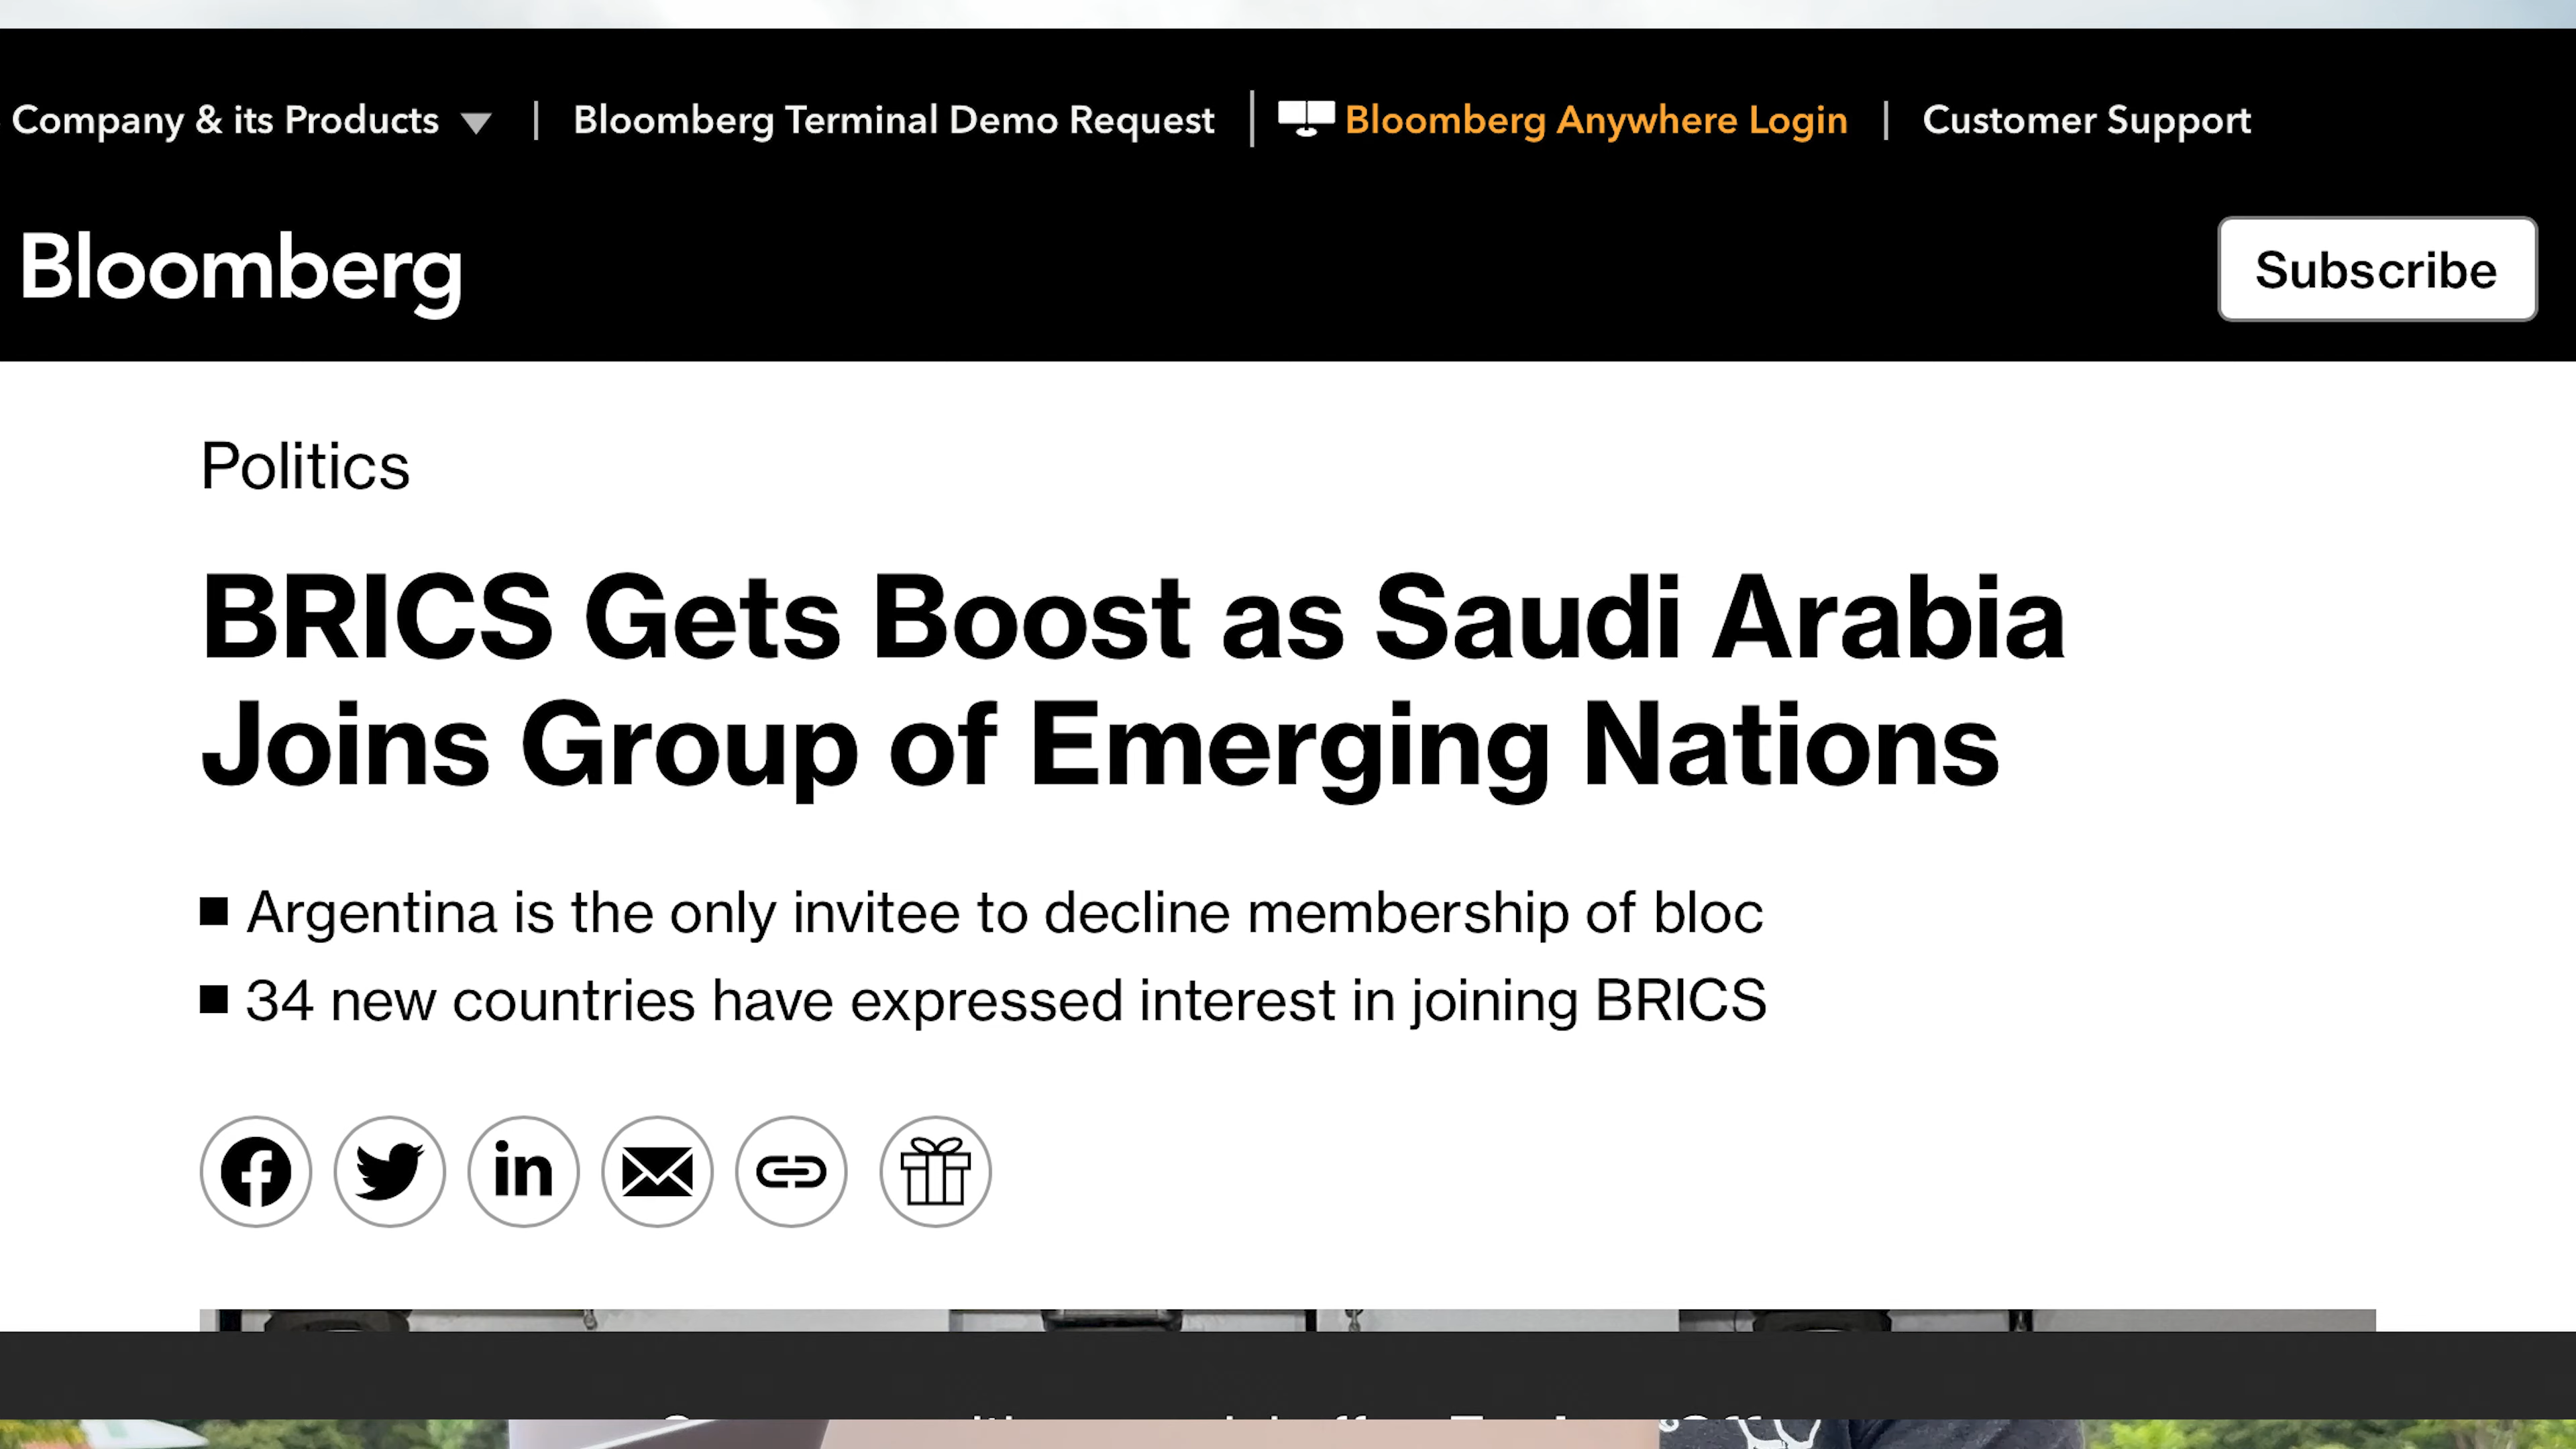 Company & its Products | Bloomberg Terminal Demo Request | Bloomberg Anywhere Login | Customer Support
Bloomberg
Subscribe
Politics
BRICS Gets Boost as Saudi Arabia
Joins Group of Emerging Nations
Argentina is the only invitee to decline membership of bloc
34 new countries have expressed interest in joining BRICS